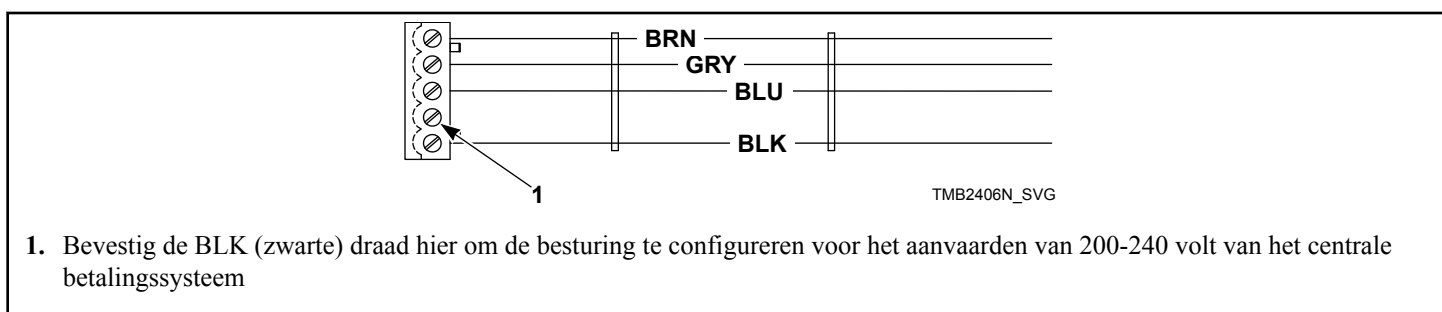 BRN
GRY
BLU
BLK
1
TMB2406N_SVG
1. Bevestig de BLK (zwarte) draad hier om de besturing te configureren voor het aanvaarden van 200-240 volt van het centrale
betalingssysteem